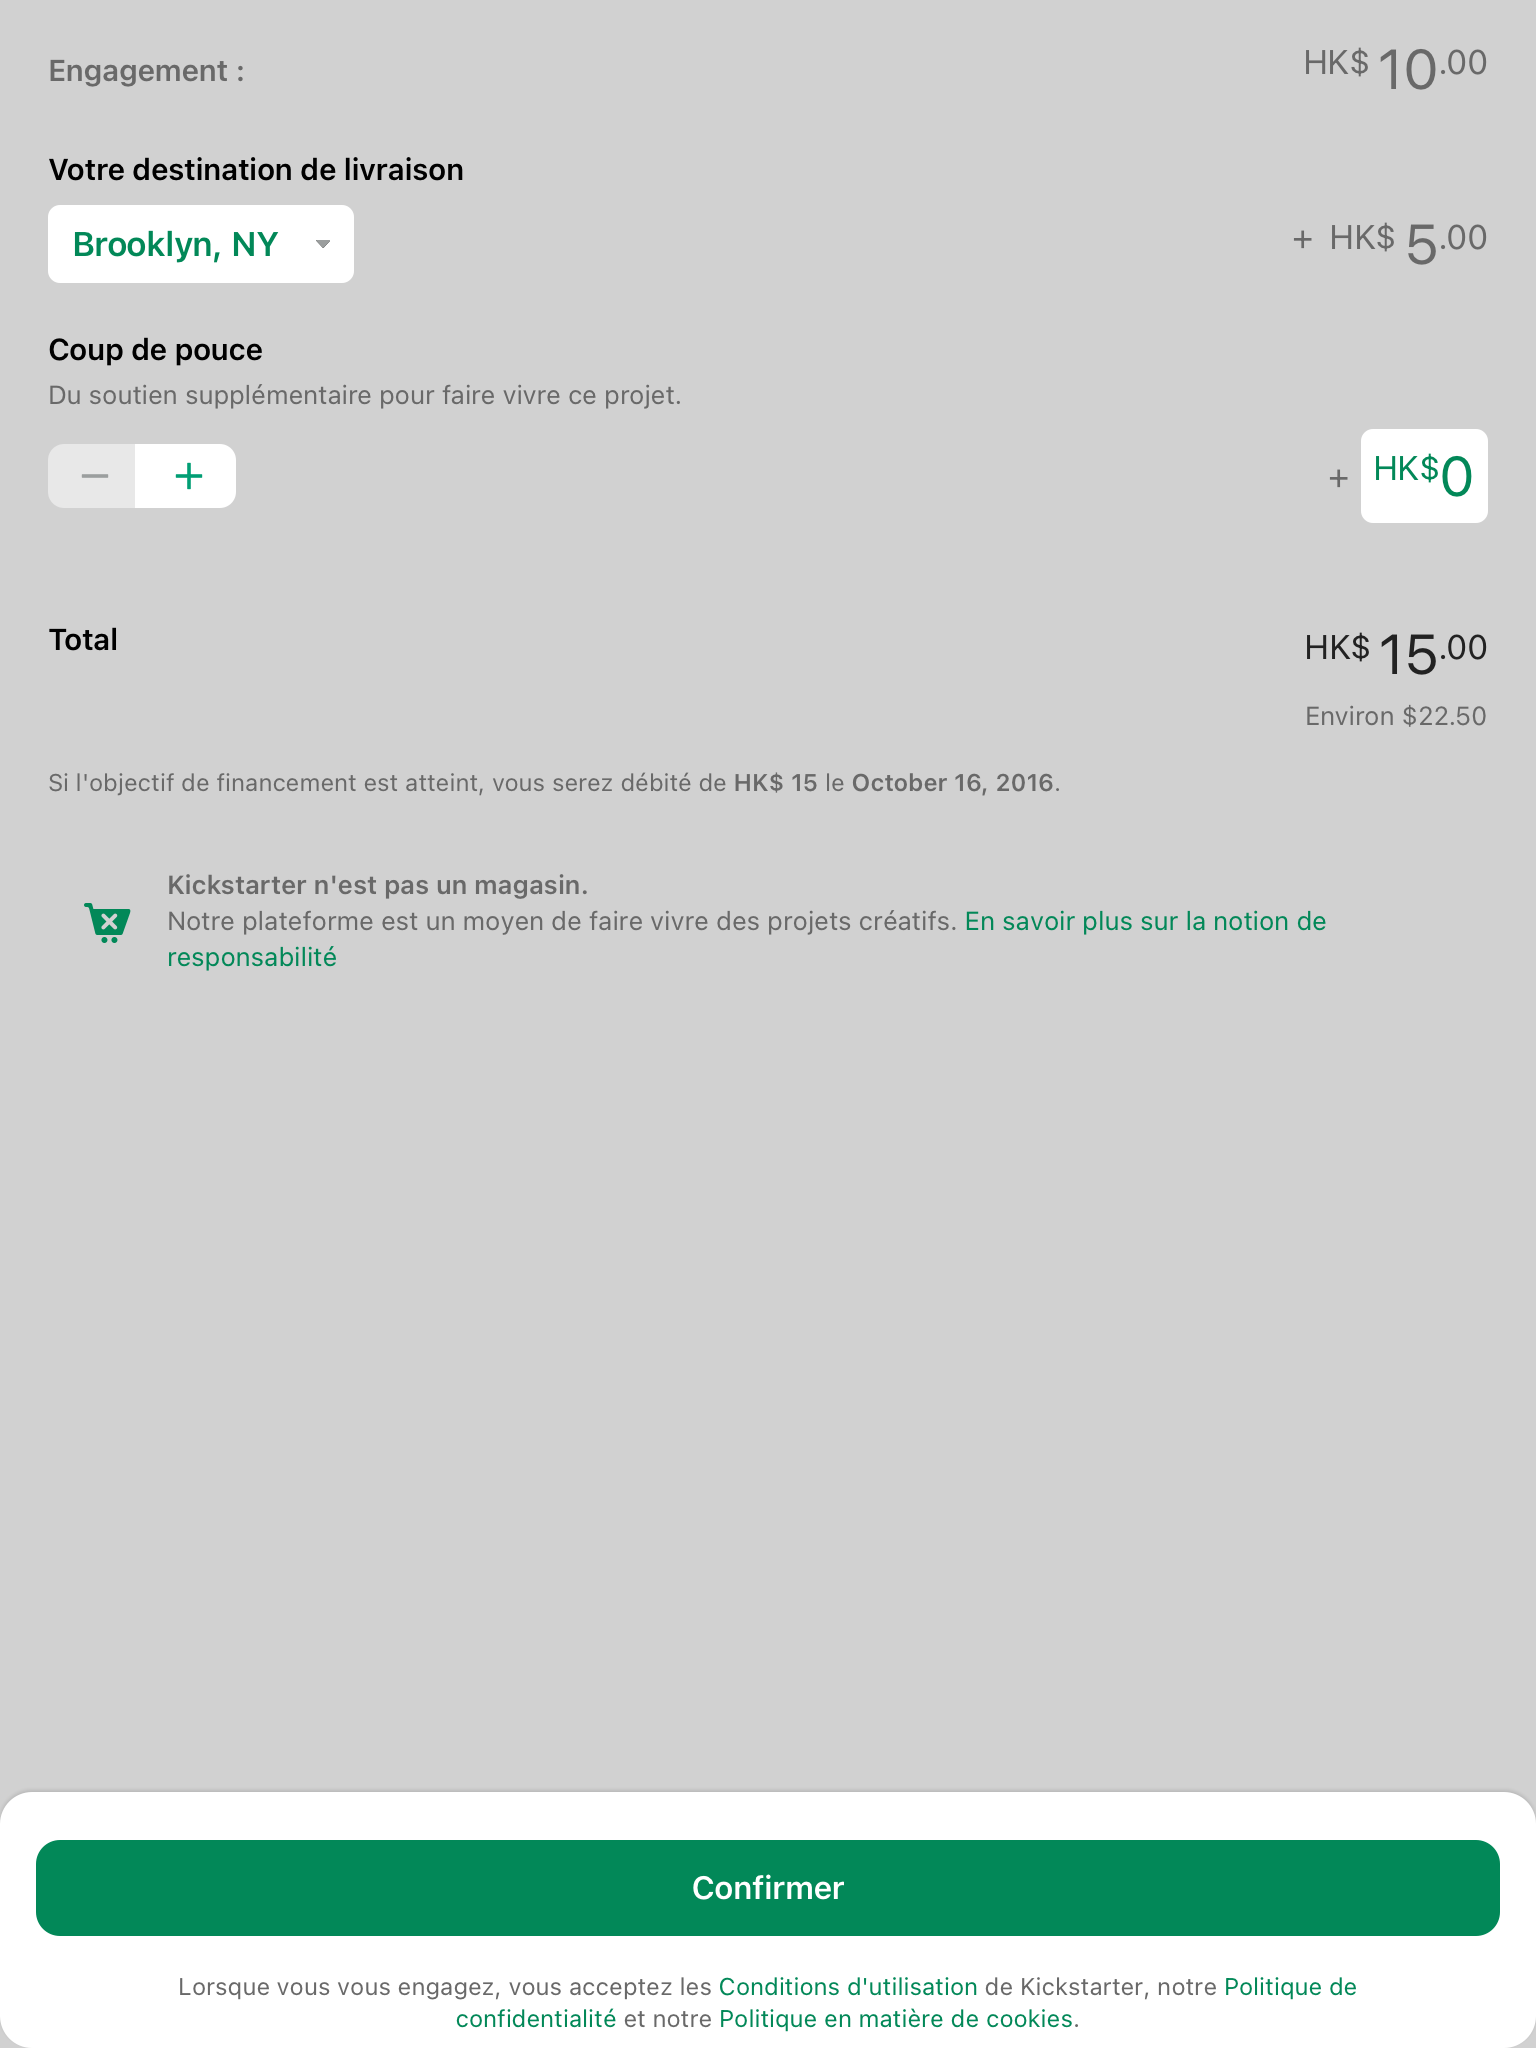 Engagement : HK$ 10.00
Votre destination de livraison
Brooklyn, NY + HK$ 5.00
Coup de pouce
Du soutien supplémentaire pour faire vivre ce projet.
— + + HK$0
Total HK$ 15.00
Environ $22.50
Si l'objectif de financement est atteint, vous serez débité de HK$ 15 le October 16, 2016.
Kickstarter n'est pas un magasin.
Notre plateforme est un moyen de faire vivre des projets créatifs. En savoir plus sur la notion de
responsabilité
Confirmer
Lorsque vous vous engagez, vous acceptez les Conditions d'utilisation de Kickstarter, notre Politique de
confidentialité et notre Politique en matière de cookies.